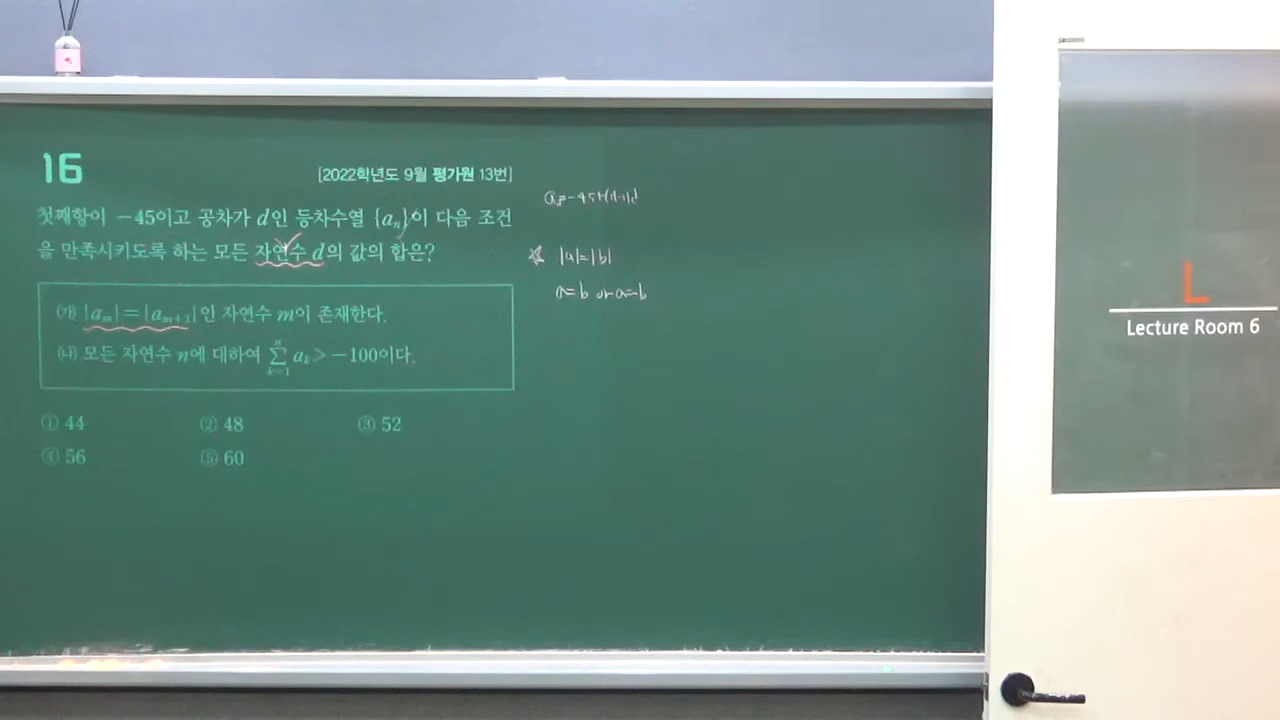 16
[2022학년도 9월 평가원 13번]
첫째항이 −45이고 공차가 d인 등차수열 {aₙ}이 다음 조건
을 만족시키도록 하는 모든 자연수 d의 값의 합은?
㈎ |aₘ|=|aₘ₊₃|인 자연수 m이 존재한다.
㈏ 모든 자연수 n에 대하여 ∑ₖ₌₁ⁿ aₖ > −100이다.
① 44 ② 48 ③ 52
④ 56 ⑤ 60
aₙ=-45+(n-1)d
☆ |a|=|b|
a=b or a=-b
L
Lecture Room 6